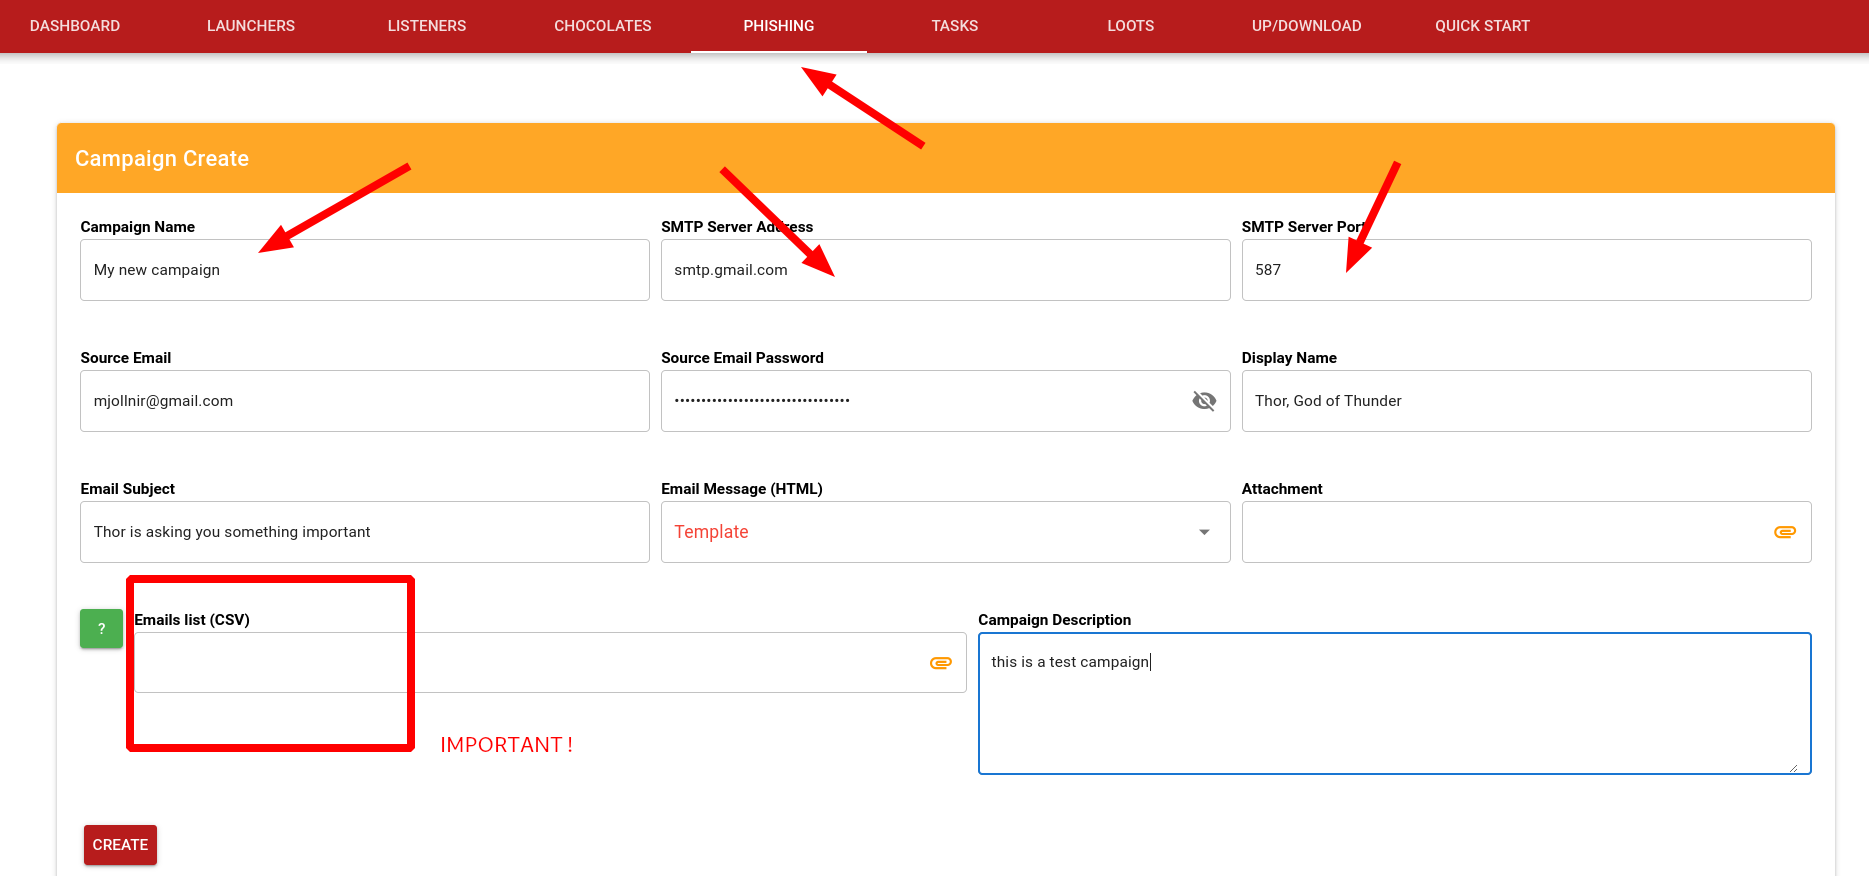 DASHBOARD LAUNCHERS LISTENERS CHOCOLATES PHISHING TASKS LOOTS UP/DOWNLOAD QUICK START
Campaign Create
Campaign Name SMTP Server Address SMTP Server Port
My new campaign smtp.gmail.com 587
Source Email Source Email Password Display Name
mjollnir@gmail.com ••••••••••••••••••••••••••••••••• Thor, God of Thunder
Email Subject Email Message (HTML) Attachment
Thor is asking you something important Template
? Emails list (CSV) Campaign Description
this is a test campaign
IMPORTANT !
CREATE